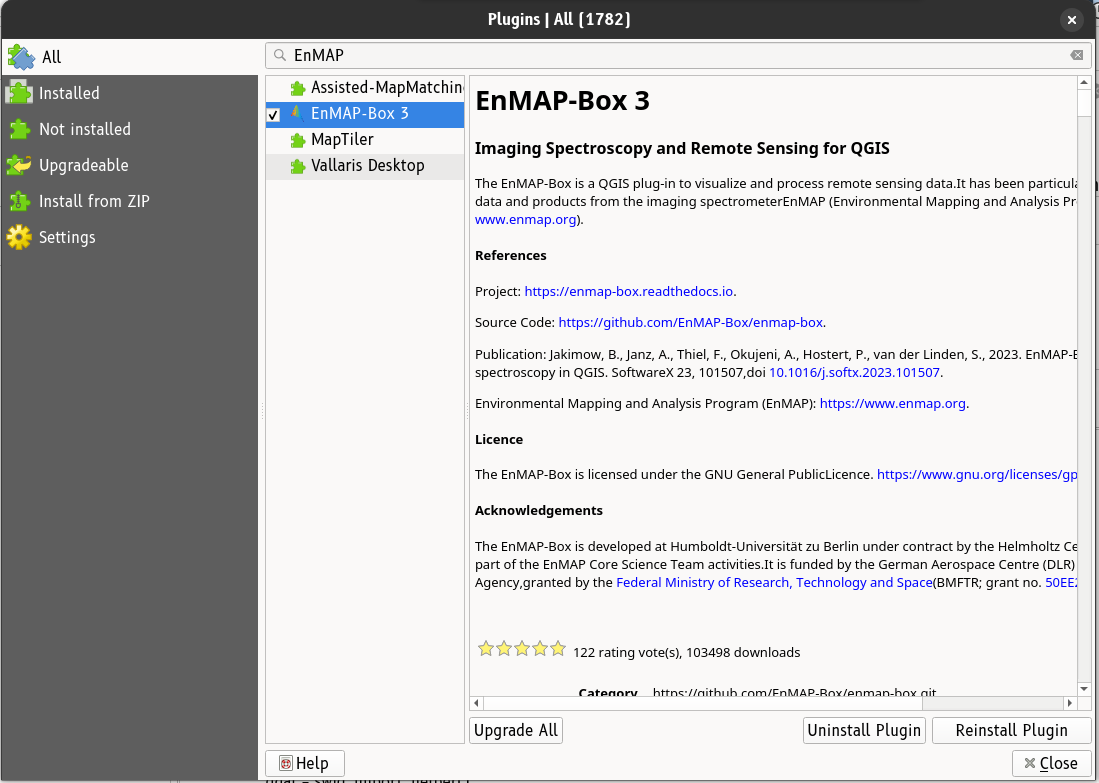 Plugins | All (1782)
All
Installed
Not installed
Upgradeable
Install from ZIP
Settings
EnMAP
Assisted-MapMatchin
EnMAP-Box 3
MapTiler
Vallaris Desktop
EnMAP-Box 3
Imaging Spectroscopy and Remote Sensing for QGIS
The EnMAP-Box is a QGIS plug-in to visualize and process remote sensing data.It has been particula
data and products from the imaging spectrometerEnMAP (Environmental Mapping and Analysis Pr
www.enmap.org).
References
Project: https://enmap-box.readthedocs.io.
Source Code: https://github.com/EnMAP-Box/enmap-box.
Publication: Jakimow, B., Janz, A., Thiel, F., Okujeni, A., Hostert, P., van der Linden, S., 2023. EnMAP-B
spectroscopy in QGIS. SoftwareX 23, 101507,doi 10.1016/j.softx.2023.101507.
Environmental Mapping and Analysis Program (EnMAP): https://www.enmap.org.
Licence
The EnMAP-Box is licensed under the GNU General PublicLicence. https://www.gnu.org/licenses/gp
Acknowledgements
The EnMAP-Box is developed at Humboldt-Universität zu Berlin under contract by the Helmholtz Ce
part of the EnMAP Core Science Team activities.It is funded by the German Aerospace Centre (DLR)
Agency,granted by the Federal Ministry of Research, Technology and Space(BMFTR; grant no. 50EE
122 rating vote(s), 103498 downloads
Category https://github.com/EnMAP-Box/enmap-box.git
Upgrade All
Uninstall Plugin
Reinstall Plugin
Help
Close